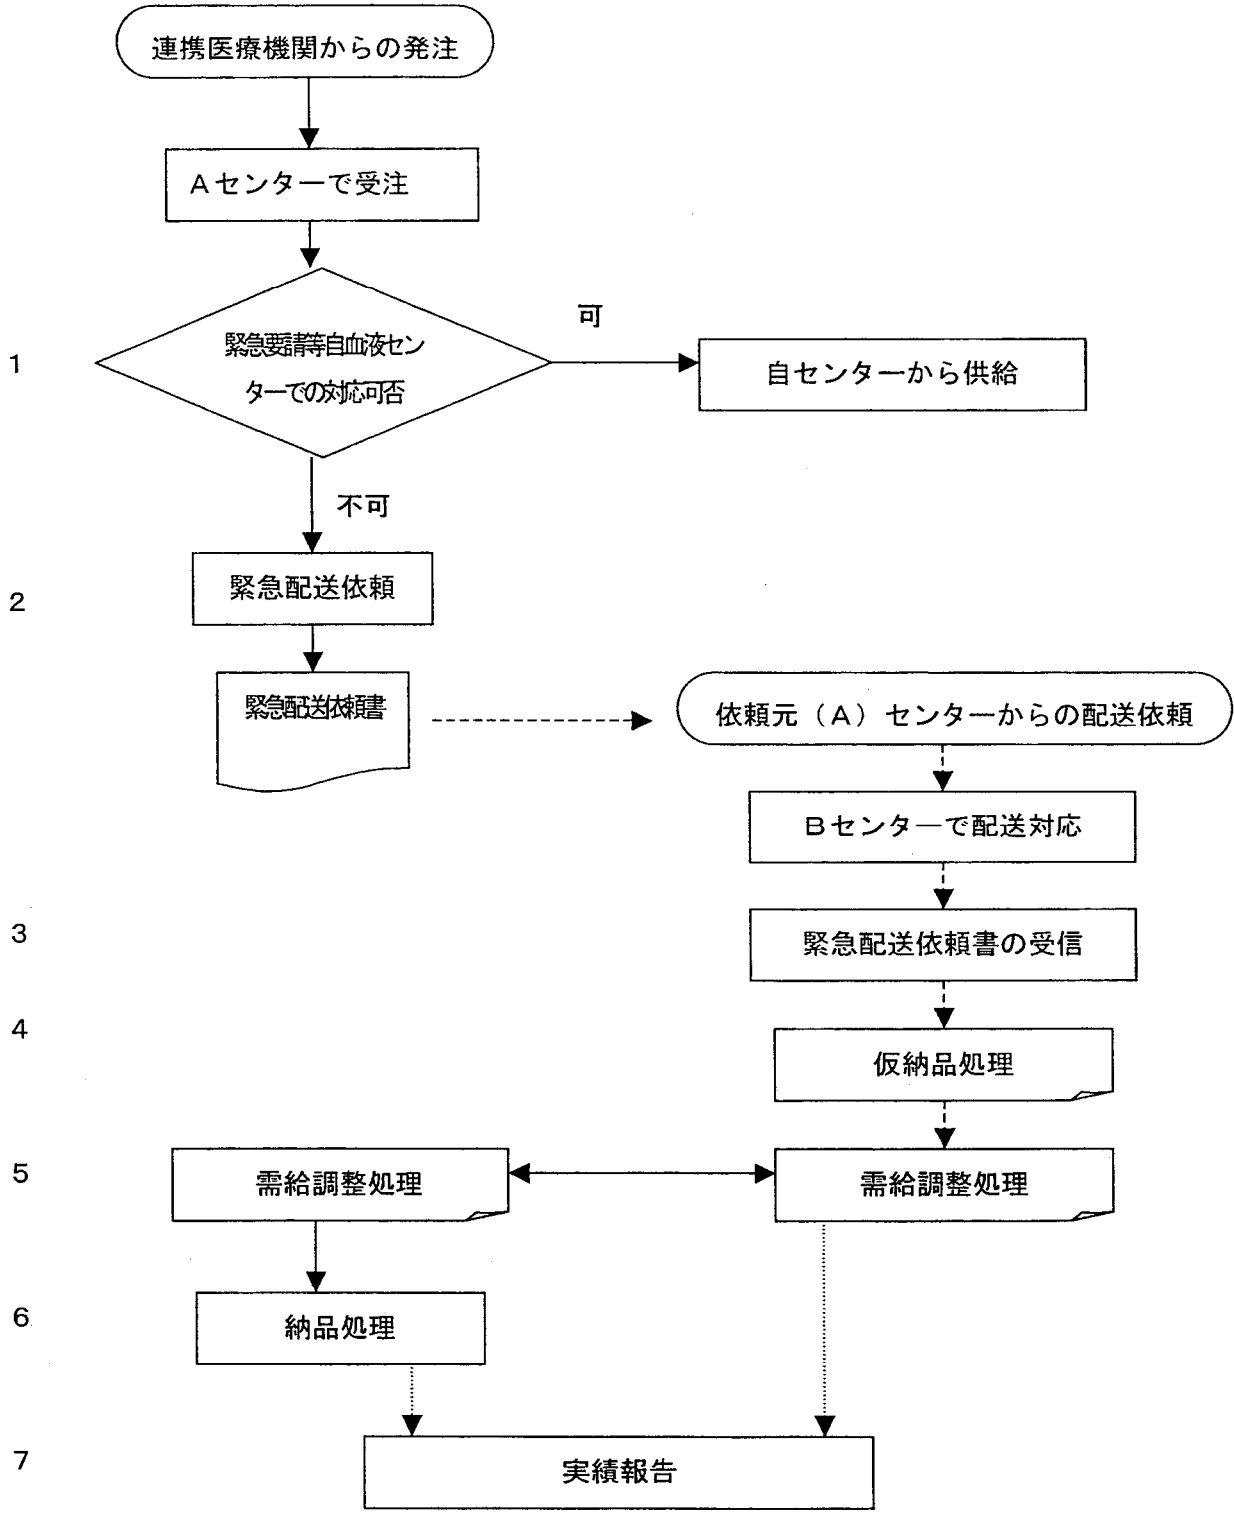 連携医療機関からの発注
Aセンターで受注
可
1
緊急要請等自血液セン
ターでの対応可否
自センターから供給
不可
2
緊急配送依頼
緊急配送依頼書
依頼元（A）センターからの配送依頼
Bセンターで配送対応
3
緊急配送依頼書の受信
4
仮納品処理
5
需給調整処理
需給調整処理
6
納品処理
7
実績報告